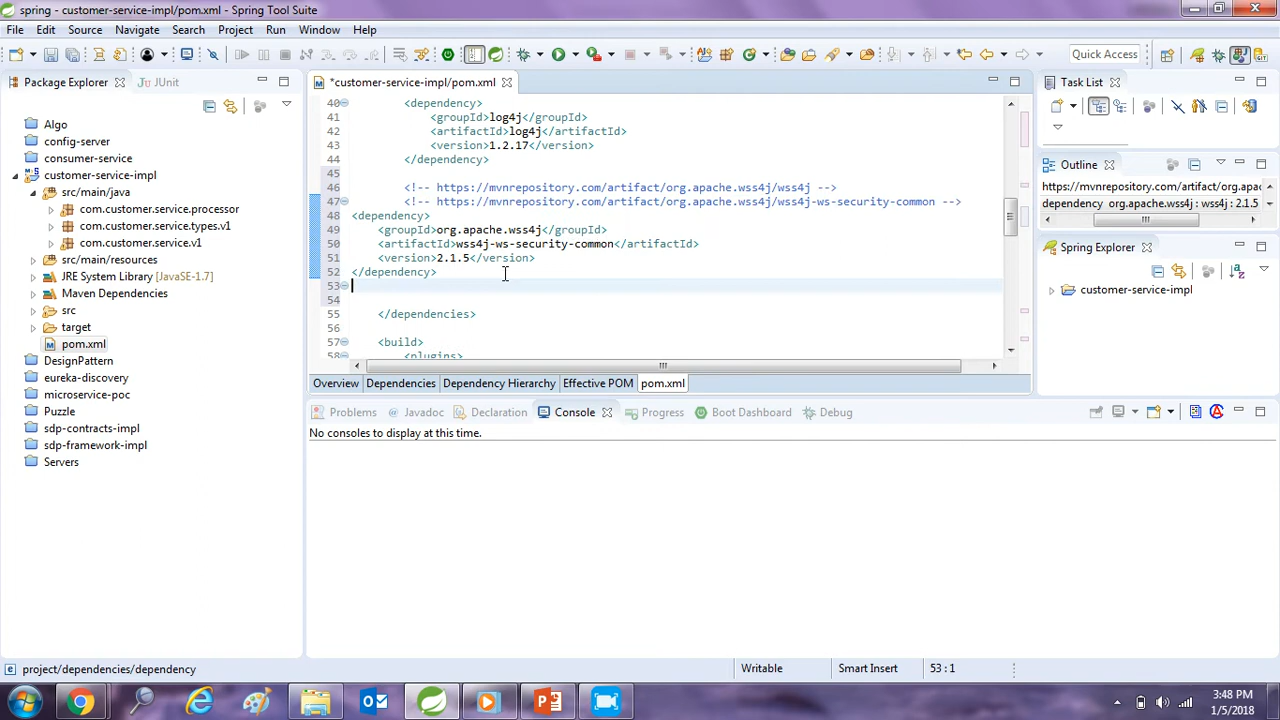 spring - customer-service-impl/pom.xml - Spring Tool Suite
File Edit Source Navigate Search Project Run Window Help
Quick Access
Package Explorer
JUnit
Algo
config-server
consumer-service
customer-service-impl
src/main/java
com.customer.service.processor
com.customer.service.types.v1
com.customer.service.v1
src/main/resources
JRE System Library [JavaSE-1.7]
Maven Dependencies
src
target
pom.xml
DesignPattern
eureka-discovery
microservice-poc
Puzzle
sdp-contracts-impl
sdp-framework-impl
Servers
*customer-service-impl/pom.xml
40 <dependency>
41 <groupId>log4j</groupId>
42 <artifactId>log4j</artifactId>
43 <version>1.2.17</version>
44 </dependency>
45
46 <!-- https://mvnrepository.com/artifact/org.apache.wss4j/wss4j -->
47 <!-- https://mvnrepository.com/artifact/org.apache.wss4j/wss4j-ws-security-common -->
48 <dependency>
49 <groupId>org.apache.wss4j</groupId>
50 <artifactId>wss4j-ws-security-common</artifactId>
51 <version>2.1.5</version>
52 </dependency>
53
54
55 </dependencies>
56
57 <build>
58 <plugins>
Overview Dependencies Dependency Hierarchy Effective POM pom.xml
Task List
Outline
https://mvnrepository.com/artifact/org.apac
dependency org.apache.wss4j : wss4j : 2.1.5
Spring Explorer
customer-service-impl
Problems Javadoc Declaration Console Progress Boot Dashboard Debug
No consoles to display at this time.
project/dependencies/dependency
Writable
Smart Insert
53 : 1
3:48 PM
1/5/2018